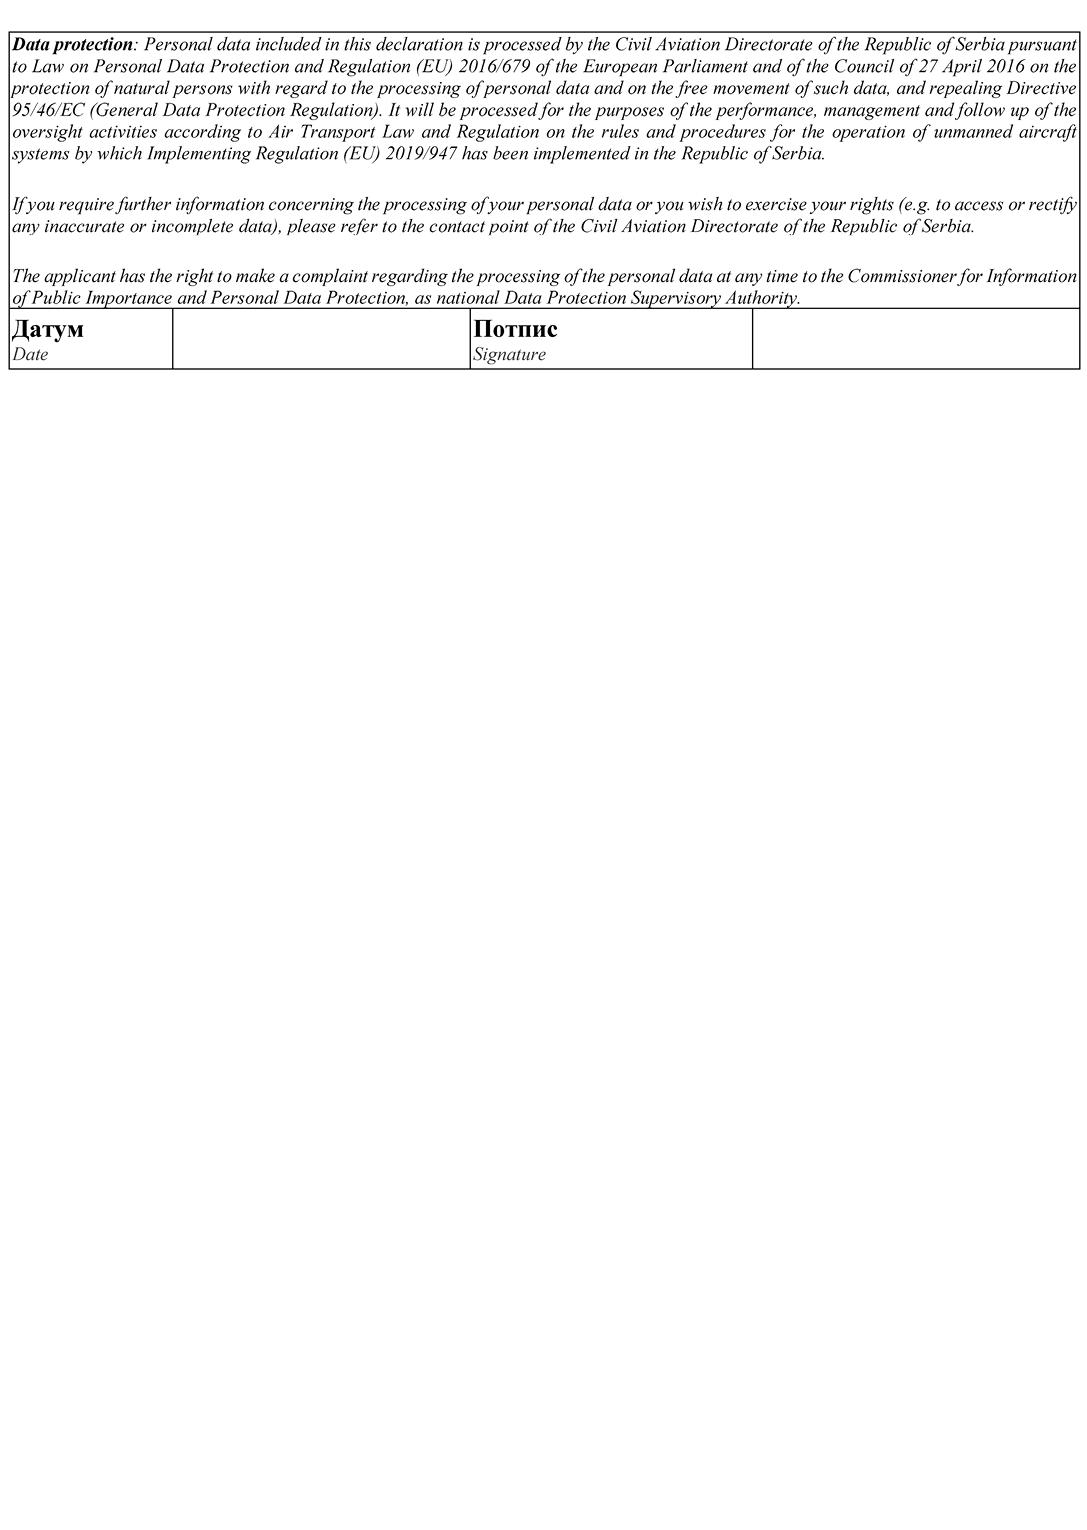 Data protection: Personal data included in this declaration is processed by the Civil Aviation Directorate of the Republic of Serbia pursuant
to Law on Personal Data Protection and Regulation (EU) 2016/679 of the European Parliament and of the Council of 27 April 2016 on the
protection of natural persons with regard to the processing of personal data and on the free movement of such data, and repealing Directive
95/46/EC (General Data Protection Regulation). It will be processed for the purposes of the performance, management and follow up of the
oversight activities according to Air Transport Law and Regulation on the rules and procedures for the operation of unmanned aircraft
systems by which Implementing Regulation (EU) 2019/947 has been implemented in the Republic of Serbia.
If you require further information concerning the processing of your personal data or you wish to exercise your rights (e.g. to access or rectify
any inaccurate or incomplete data), please refer to the contact point of the Civil Aviation Directorate of the Republic of Serbia.
The applicant has the right to make a complaint regarding the processing of the personal data at any time to the Commissioner for Information
of Public Importance and Personal Data Protection, as national Data Protection Supervisory Authority.
Датум
Date
Потпис
Signature